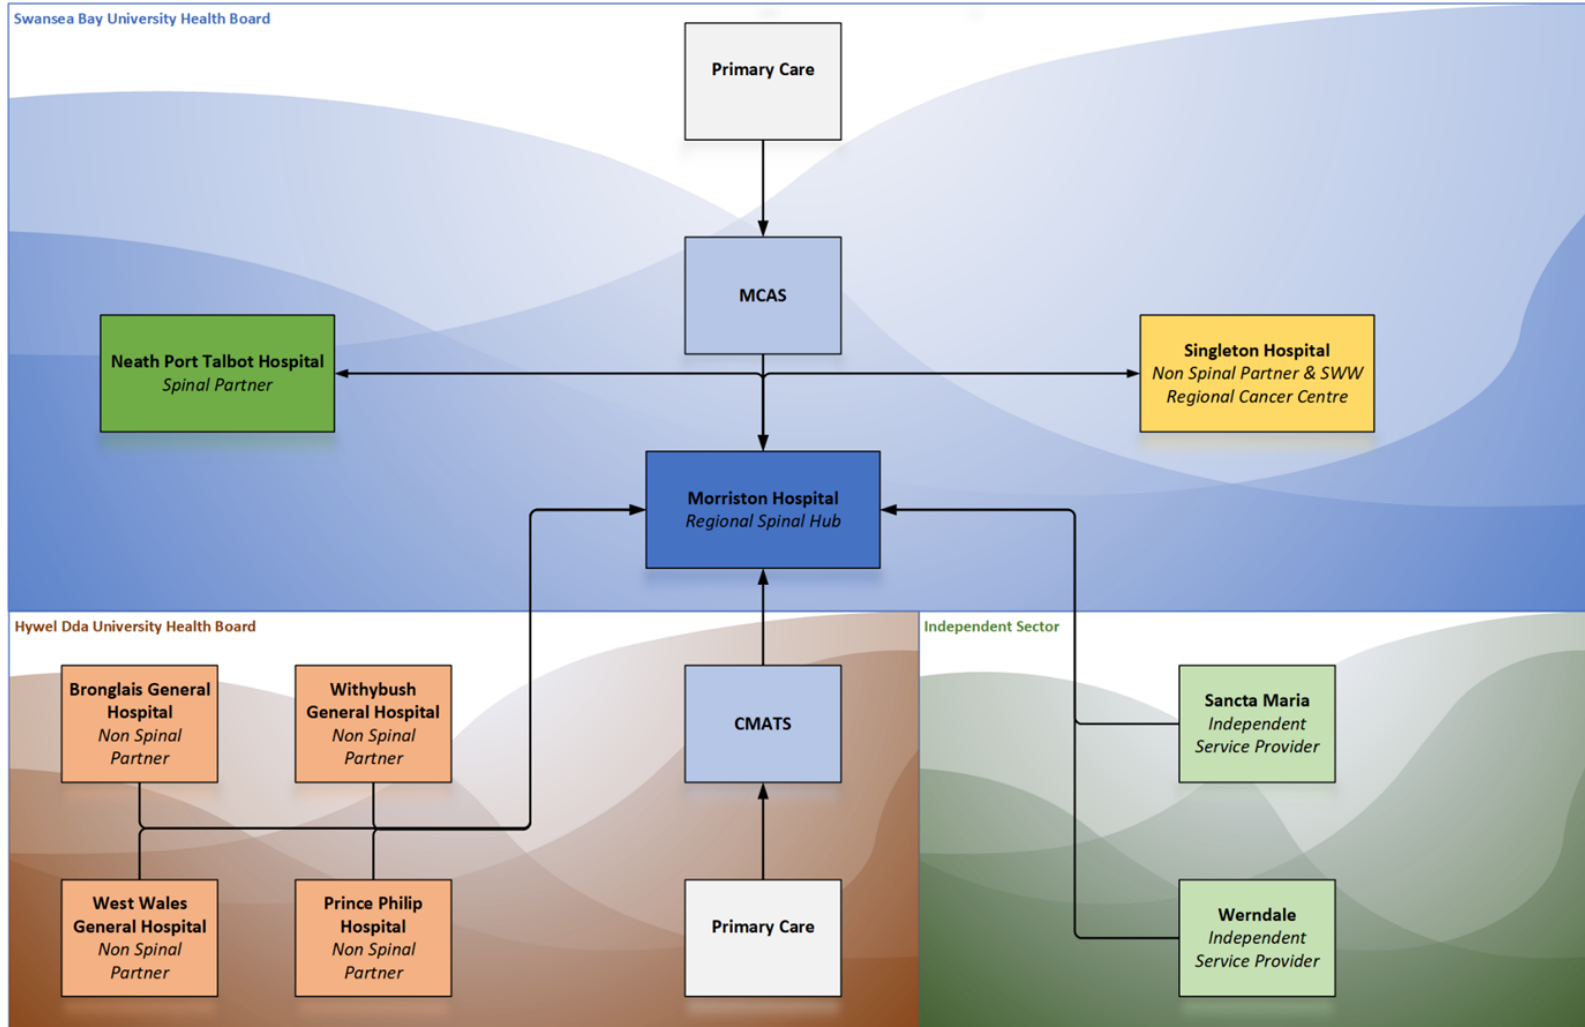 Swansea Bay University Health Board
Primary Care
MCAS
Neath Port Talbot Hospital
Spinal Partner
Singleton Hospital
Non Spinal Partner & SWW
Regional Cancer Centre
Morriston Hospital
Regional Spinal Hub
Hywel Dda University Health Board
Bronglais General
Hospital
Non Spinal
Partner
Withybush
General Hospital
Non Spinal
Partner
CMATS
West Wales
General Hospital
Non Spinal
Partner
Prince Philip
Hospital
Non Spinal
Partner
Primary Care
Independent Sector
Sancta Maria
Independent
Service Provider
Werndale
Independent
Service Provider